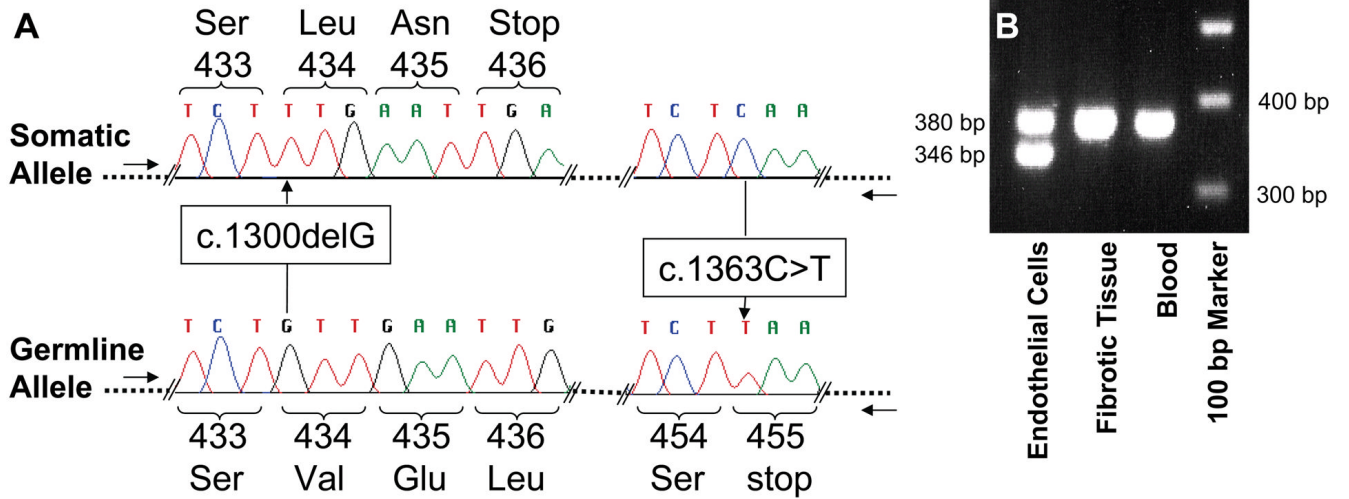 A
Ser Leu Asn Stop
433 434 435 436
T C T T T G A A T T G A T C T C A A
Somatic
Allele
c.1300delG
c.1363C>T
T C T G T T G A A T T G T C T T A A
Germline
Allele
433 434 435 436 454 455
Ser Val Glu Leu Ser stop
B
400 bp
380 bp
346 bp
300 bp
Endothelial Cells
Fibrotic Tissue
Blood
100 bp Marker